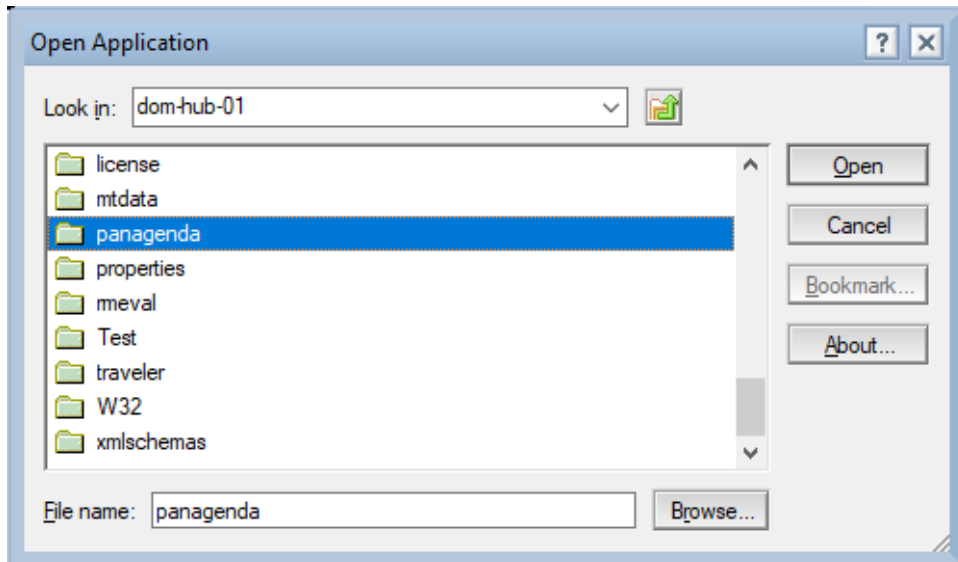 Open Application
?
Look in: dom-hub-01
license
mtdata
panagenda
properties
rmeval
Test
traveler
W32
xmlschemas
Open
Cancel
Bookmark...
About...
File name: panagenda
Browse...